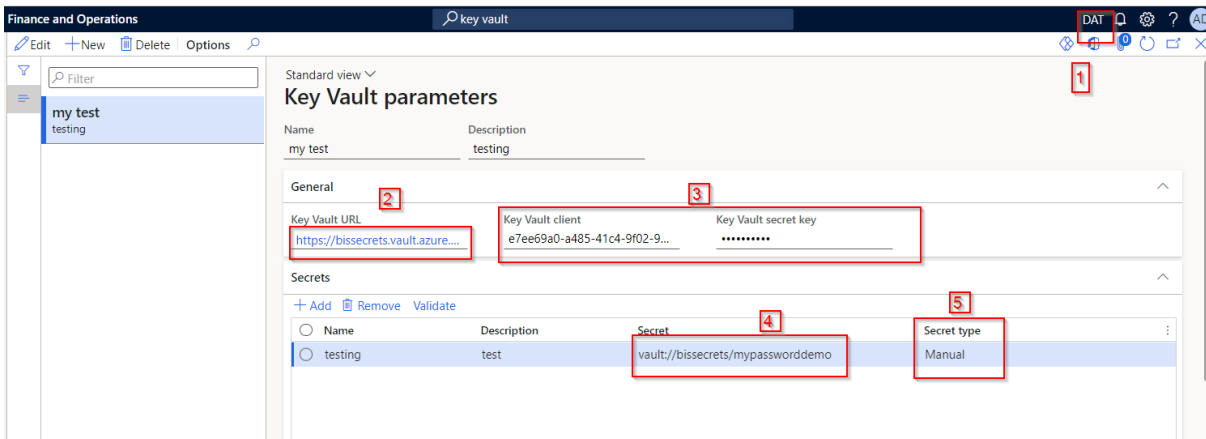 Finance and Operations key vault DAT ? AD
Edit New Delete Options 0
1
Filter
my test
testing
Standard view
Key Vault parameters
Name Description
my test testing
General
2 3
Key Vault URL Key Vault client Key Vault secret key
https://bissecrets.vault.azure.... e7ee69a0-a485-41c4-9f02-9... ••••••••••
Secrets
Add Remove Validate
4 5
Name Description Secret Secret type
testing test vault://bissecrets/mypassworddemo Manual